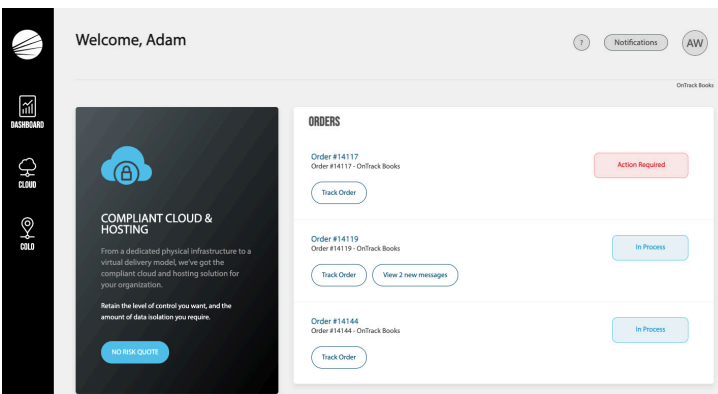 Welcome, Adam
?
Notifications
AW
OnTrack Books
DASHBOARD
CLOUD
COLO
COMPLIANT CLOUD &
HOSTING
From a dedicated physical infrastructure to a
virtual delivery model, we've got the
compliant cloud and hosting solution for
your organization.
Retain the level of control you want, and the
amount of data isolation you require.
NO RISK QUOTE
ORDERS
Order #14117
Order #14117 - OnTrack Books
Action Required
Track Order
Order #14119
Order #14119 - OnTrack Books
In Process
Track Order
View 2 new messages
Order #14144
Order #14144 - OnTrack Books
In Process
Track Order